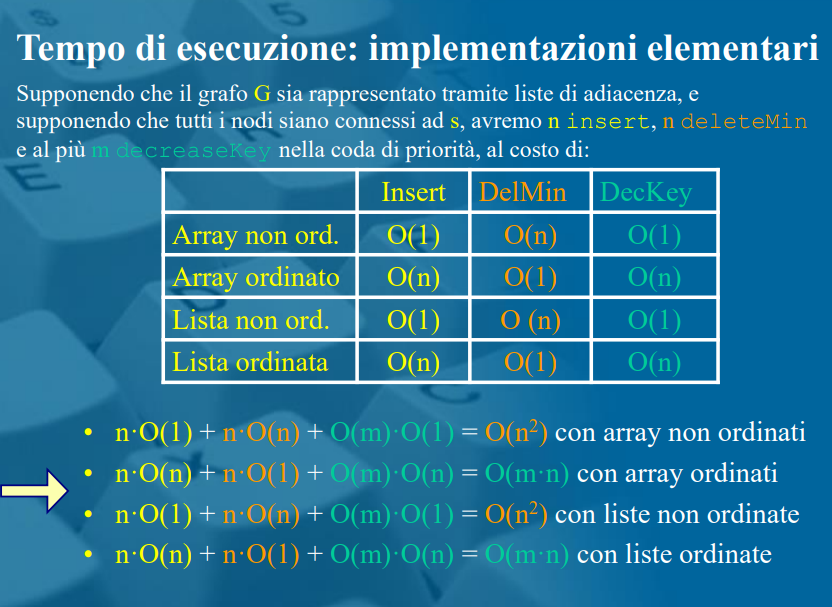 Tempo di esecuzione: implementazioni elementari
Supponendo che il grafo G sia rappresentato tramite liste di adiacenza, e
supponendo che tutti i nodi siano connessi ad s, avremo n insert, n deleteMin
e al più m decreaseKey nella coda di priorità, al costo di:
Insert DelMin DecKey
Array non ord. O(1) O(n) O(1)
Array ordinato O(n) O(1) O(n)
Lista non ord. O(1) O (n) O(1)
Lista ordinata O(n) O(1) O(n)
• n·O(1) + n·O(n) + O(m)·O(1) = O(n²) con array non ordinati
• n·O(n) + n·O(1) + O(m)·O(n) = O(m·n) con array ordinati
• n·O(1) + n·O(n) + O(m)·O(1) = O(n²) con liste non ordinate
• n·O(n) + n·O(1) + O(m)·O(n) = O(m·n) con liste ordinate